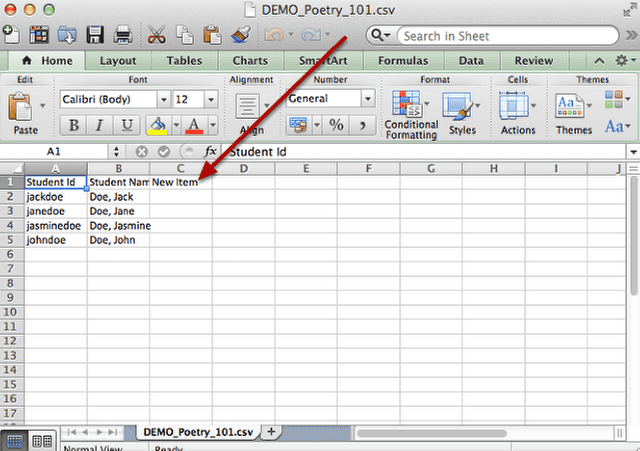 DEMO_Poetry_101.csv
Search in Sheet
Home Layout Tables Charts SmartArt Formulas Data Review
Edit Font Alignment Number Format Cells Themes
Calibri (Body) 12 General
Paste B I U Align % Conditional Formatting Styles Actions Themes Aa
A1 fx Student Id
A B C D E F G H I J
1 Student Id Student Nam New Item
2 jackdoe Doe, Jack
3 janedoe Doe, Jane
4 jasminedoe Doe, Jasmine
5 johndoe Doe, John
6
7
8
9
10
11
12
13
14
15
16
17
DEMO_Poetry_101.csv +
Normal View Ready